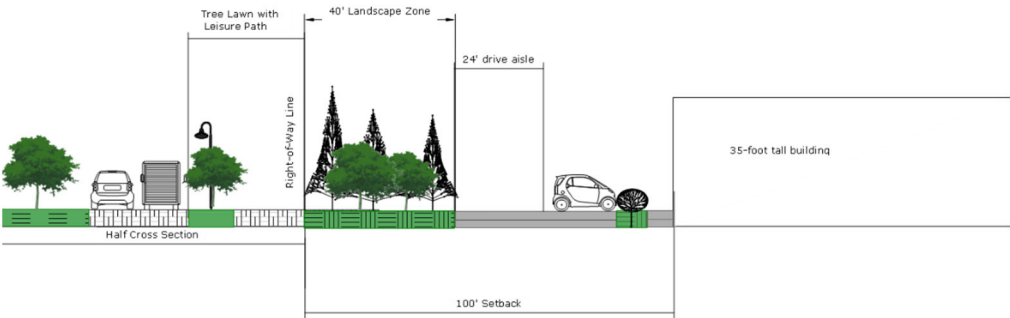 Tree Lawn with
Leisure Path
40' Landscape Zone
24' drive aisle
Right-of-Way Line
35-foot tall building
Half Cross Section
100' Setback